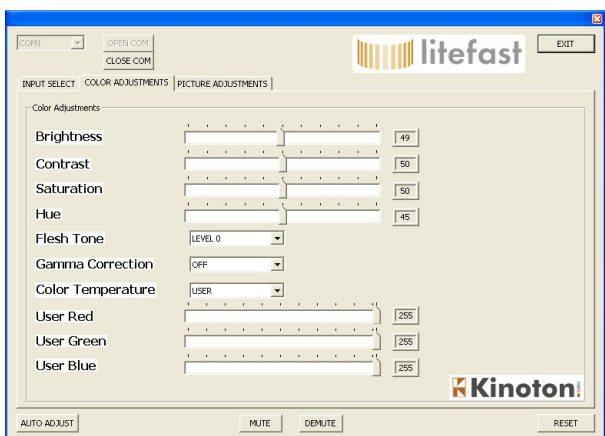 COM1
OPEN COM
CLOSE COM
litefast
EXIT
INPUT SELECT COLOR ADJUSTMENTS PICTURE ADJUSTMENTS
Color Adjustments
Brightness 49
Contrast 50
Saturation 50
Hue 45
Flesh Tone LEVEL 0
Gamma Correction OFF
Color Temperature USER
User Red 255
User Green 255
User Blue 255
Kinoton
AUTO ADJUST MUTE DEMUTE RESET